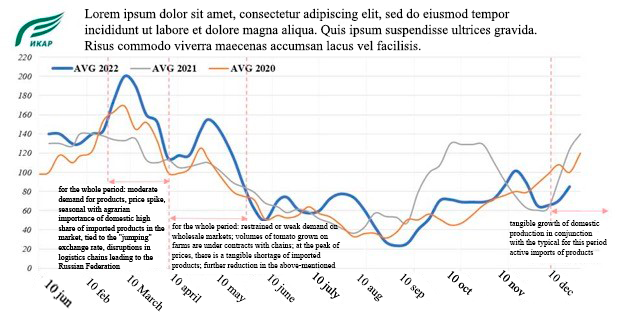 Lorem ipsum dolor sit amet, consectetur adipiscing elit, sed do eiusmod tempor
incididunt ut labore et dolore magna aliqua. Quis ipsum suspendisse ultrices gravida.
Risus commodo viverra maecenas accumsan lacus vel facilisis.
ИКАР
220
AVG 2022 AVG 2021 AVG 2020
200
180
160
140
120
100
80
60
40
20
0
for the whole period: moderate
demand for products, price spike,
seasonal with agrarian
importance of domestic high
share of imported products in the
market, tied to the "jumping"
exchange rate, disruptions in
logistics chains leading to the
Russian Federation
for the whole period: restrained or weak demand on
wholesale markets; volumes of tomato grown on
farms are under contracts with chains; at the peak of
prices, there is a tangible shortage of imported
products; further reduction in the above-mentioned
tangible growth of domestic
production in conjunction
with the typical for this period
active imports of products
10 jun
10 feb
10 March
10 april
10 may
10 june
10 july
10 aug
10 sep
10 oct
10 nov
10 dec